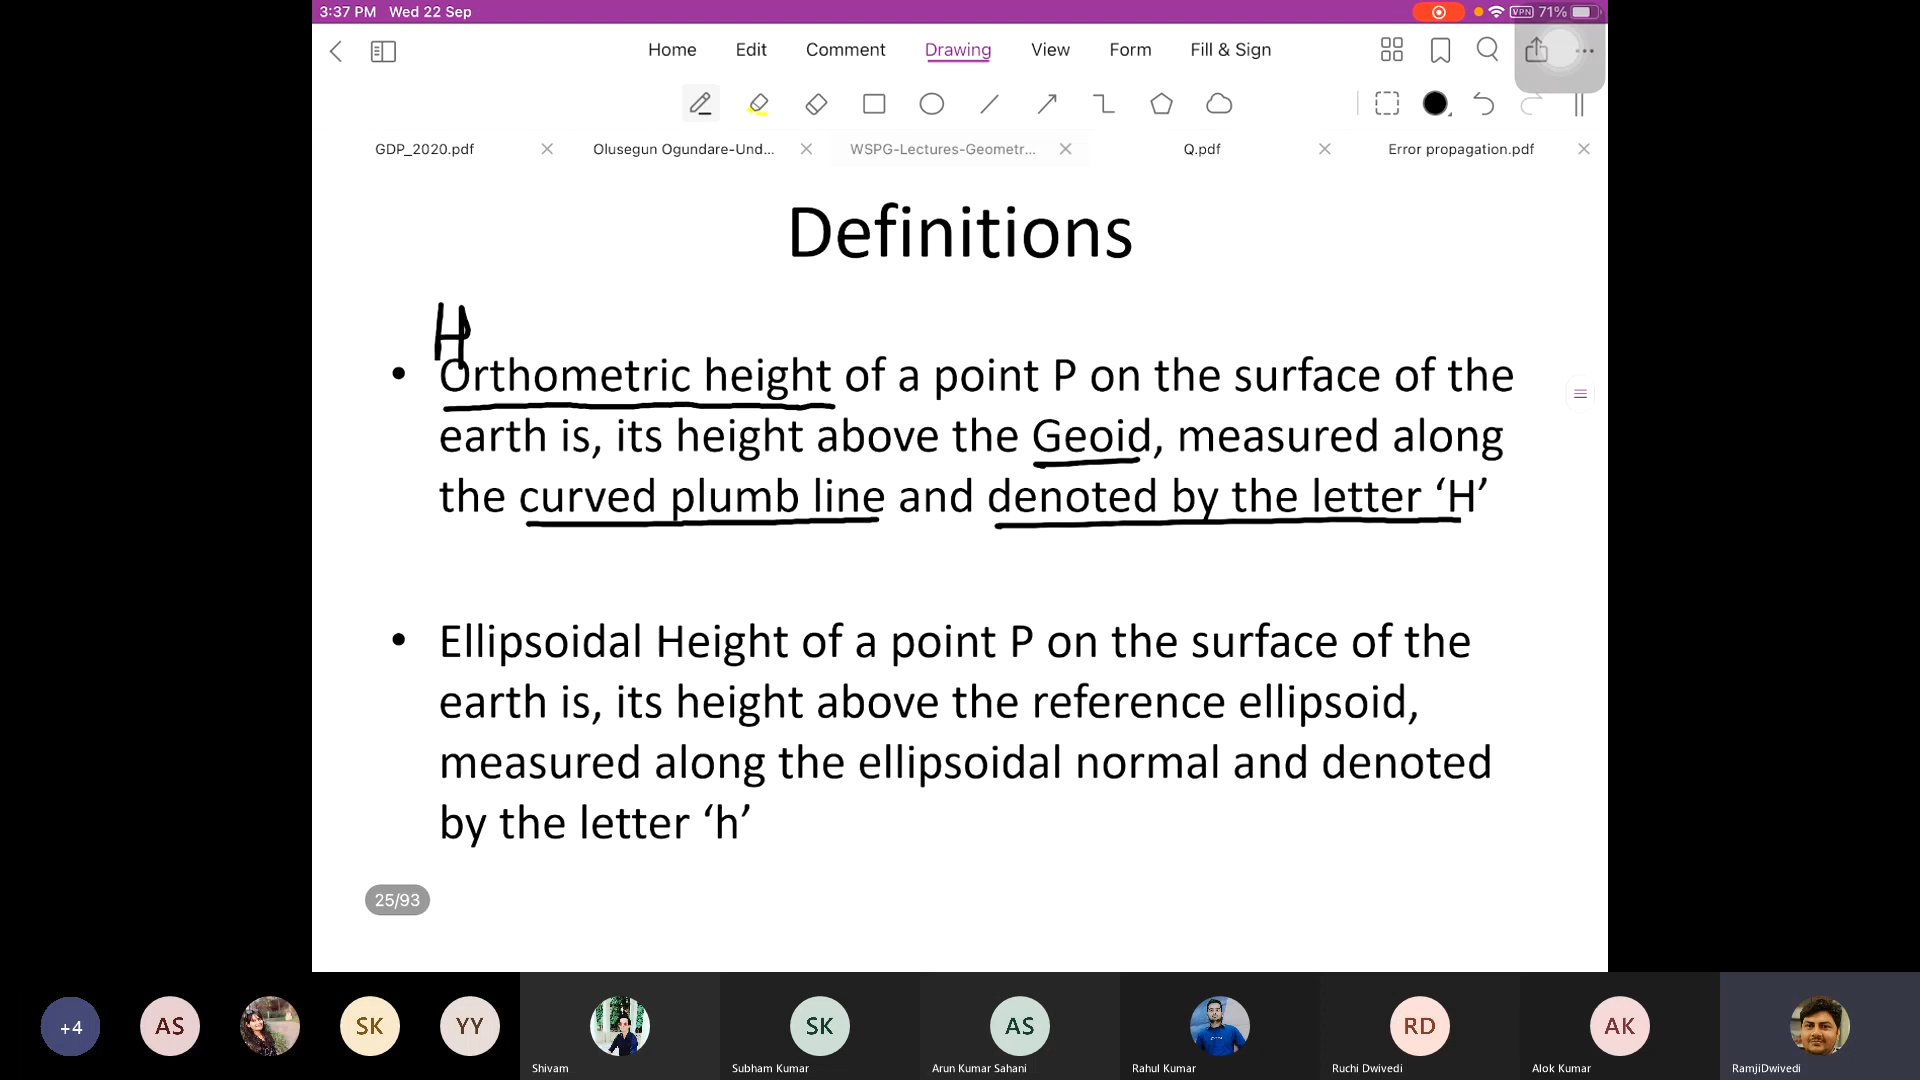 3:37 PM Wed 22 Sep
VPN 71%
Home Edit Comment Drawing View Form Fill & Sign
GDP_2020.pdf Olusegun Ogundare-Und... WSPG-Lectures-Geometr... Q.pdf Error propagation.pdf
Definitions
H
• Orthometric height of a point P on the surface of the
earth is, its height above the Geoid, measured along
the curved plumb line and denoted by the letter ‘H’
• Ellipsoidal Height of a point P on the surface of the
earth is, its height above the reference ellipsoid,
measured along the ellipsoidal normal and denoted
by the letter ‘h’
25/93
+4 AS SK YY SK AS RD AK
Shivam Subham Kumar Arun Kumar Sahani Rahul Kumar Ruchi Dwivedi Alok Kumar RamjiDwivedi